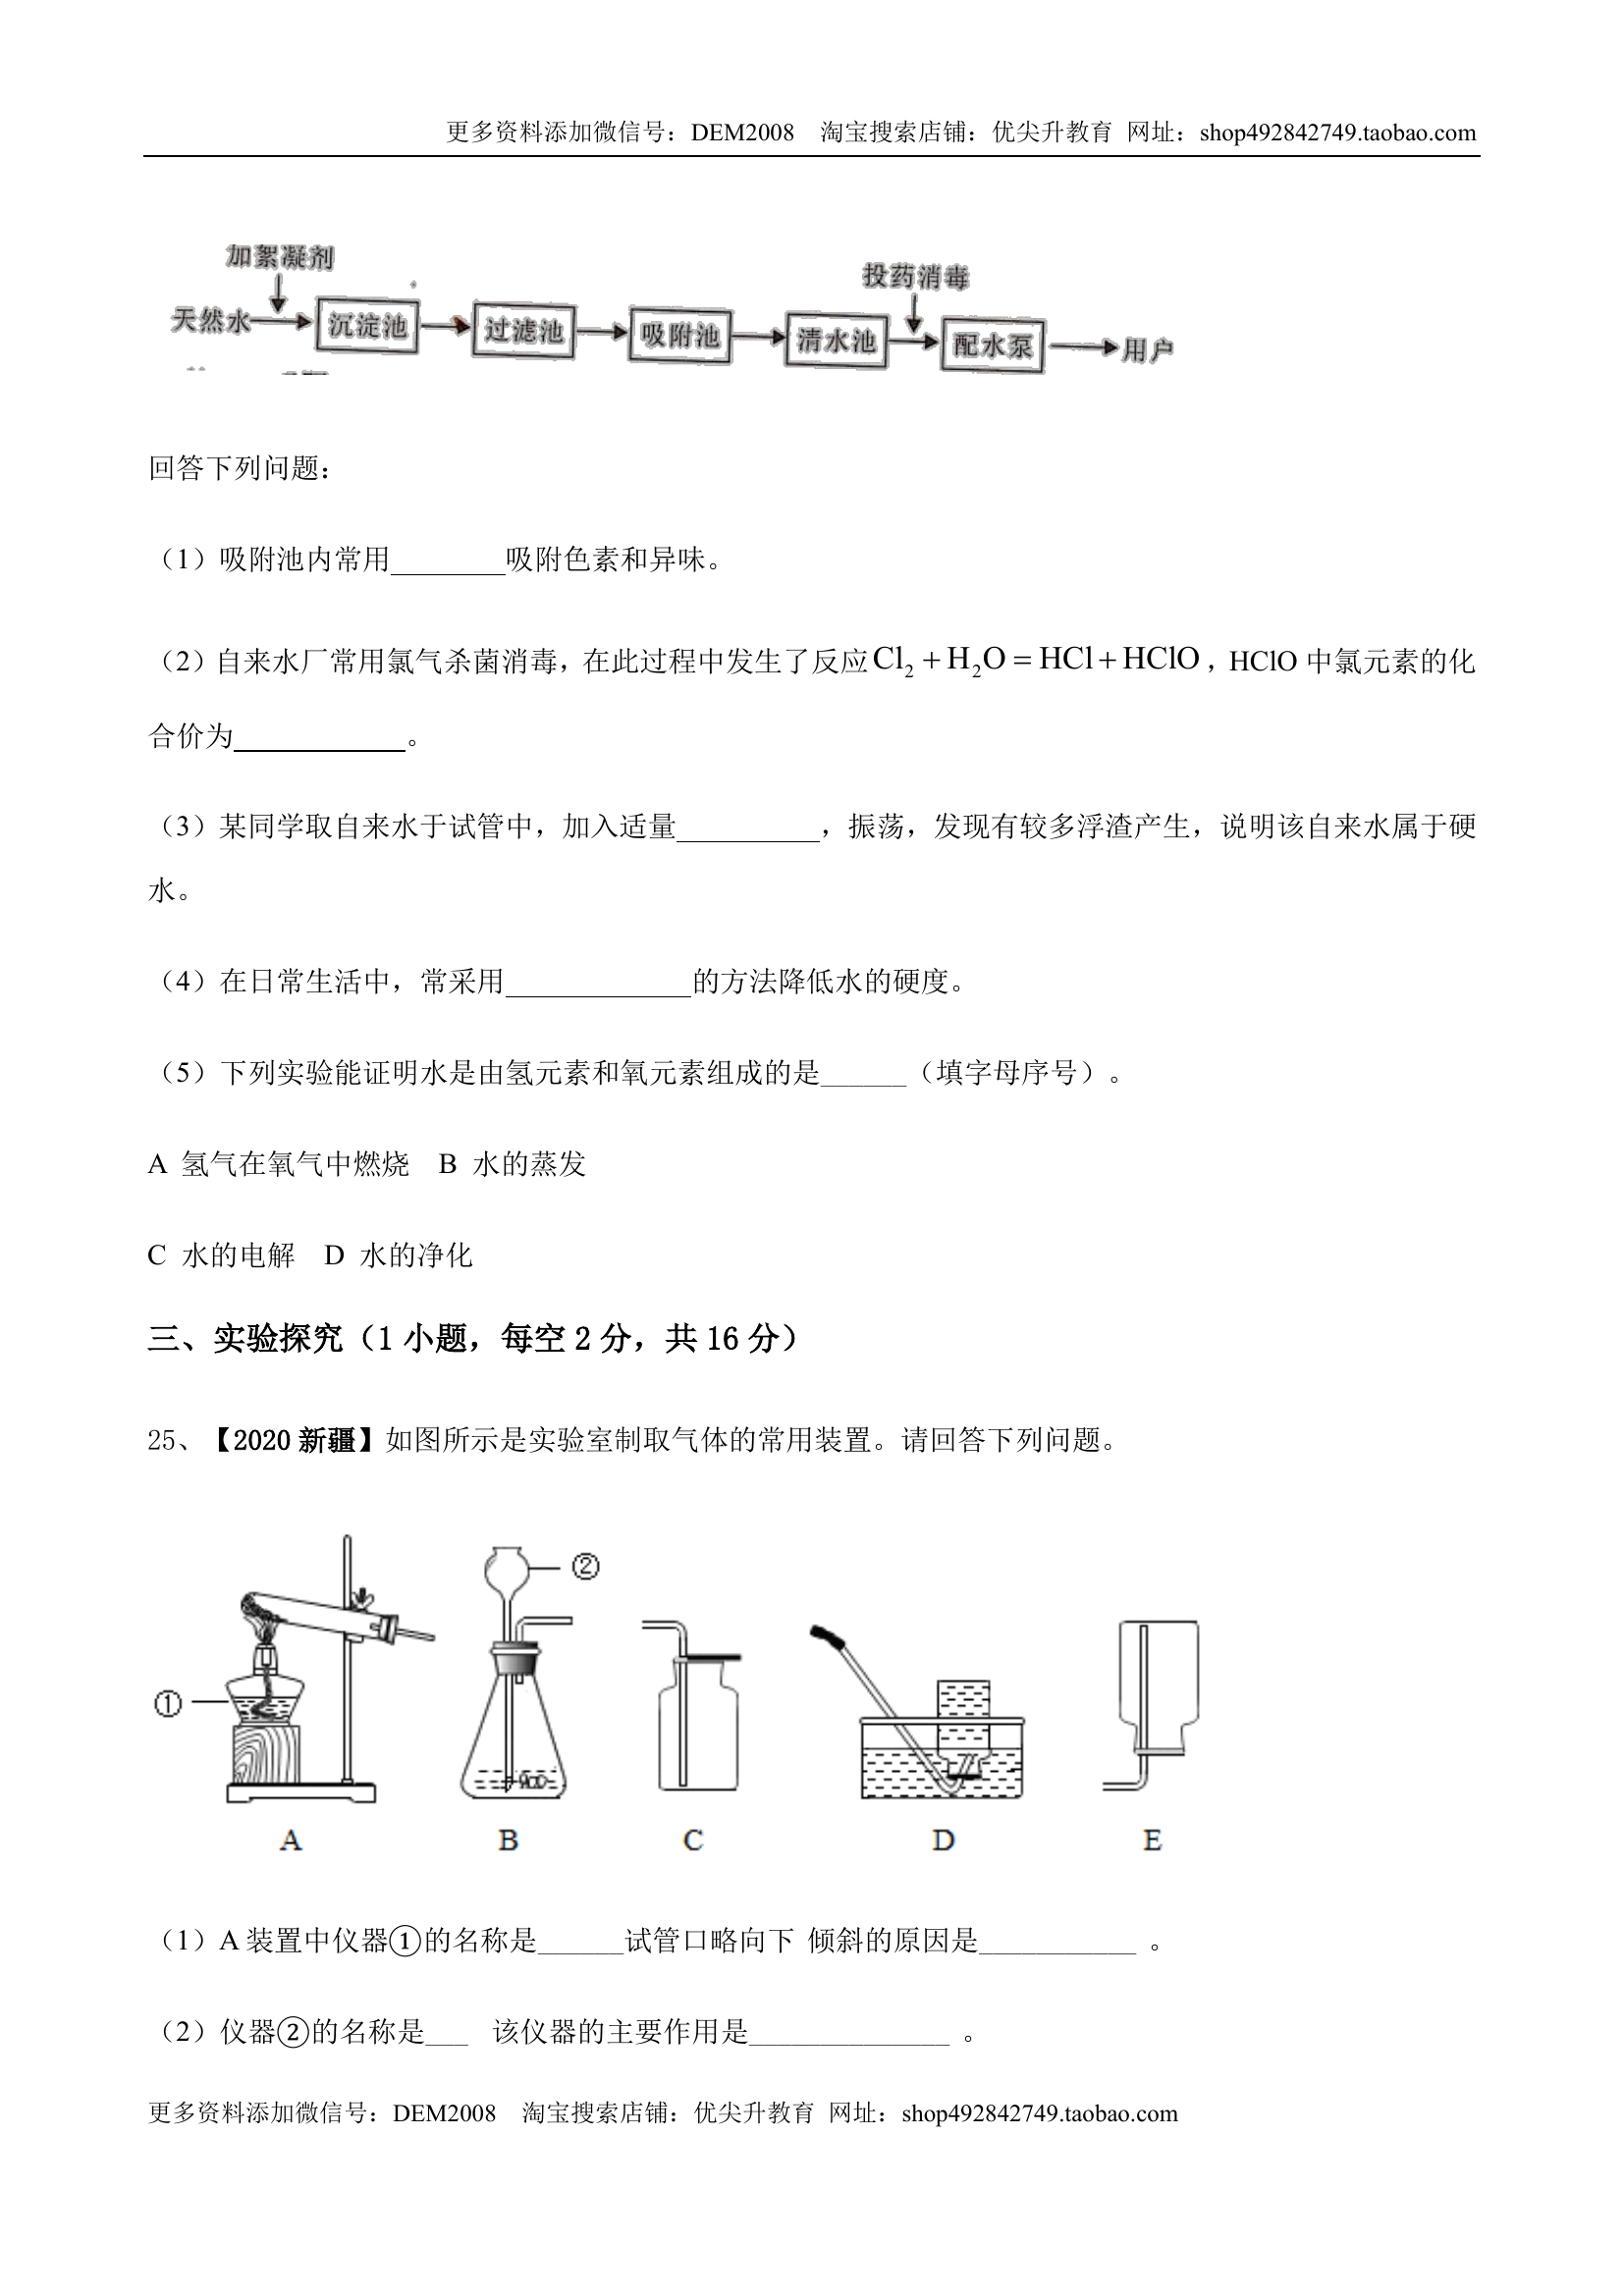 更多资料添加微信号：DEM2008 淘宝搜索店铺：优尖升教育 网址：shop492842749.taobao.com
加絮凝剂
投药消毒
天然水 沉淀池 过滤池 吸附池 清水池 配水泵 用户
回答下列问题：
（1）吸附池内常用________吸附色素和异味。
（2）自来水厂常用氯气杀菌消毒，在此过程中发生了反应Cl₂＋H₂O＝HCl＋HClO，HClO 中氯元素的化
合价为____________。
（3）某同学取自来水于试管中，加入适量__________，振荡，发现有较多浮渣产生，说明该自来水属于硬
水。
（4）在日常生活中，常采用_____________的方法降低水的硬度。
（5）下列实验能证明水是由氢元素和氧元素组成的是______（填字母序号）。
A 氢气在氧气中燃烧 B 水的蒸发
C 水的电解 D 水的净化
三、实验探究（1 小题，每空 2 分，共 16 分）
25、【2020 新疆】如图所示是实验室制取气体的常用装置。请回答下列问题。
②
①
A B C D E
（1）A 装置中仪器①的名称是______试管口略向下 倾斜的原因是___________ 。
（2）仪器②的名称是___ 该仪器的主要作用是______________ 。
更多资料添加微信号：DEM2008 淘宝搜索店铺：优尖升教育 网址：shop492842749.taobao.com